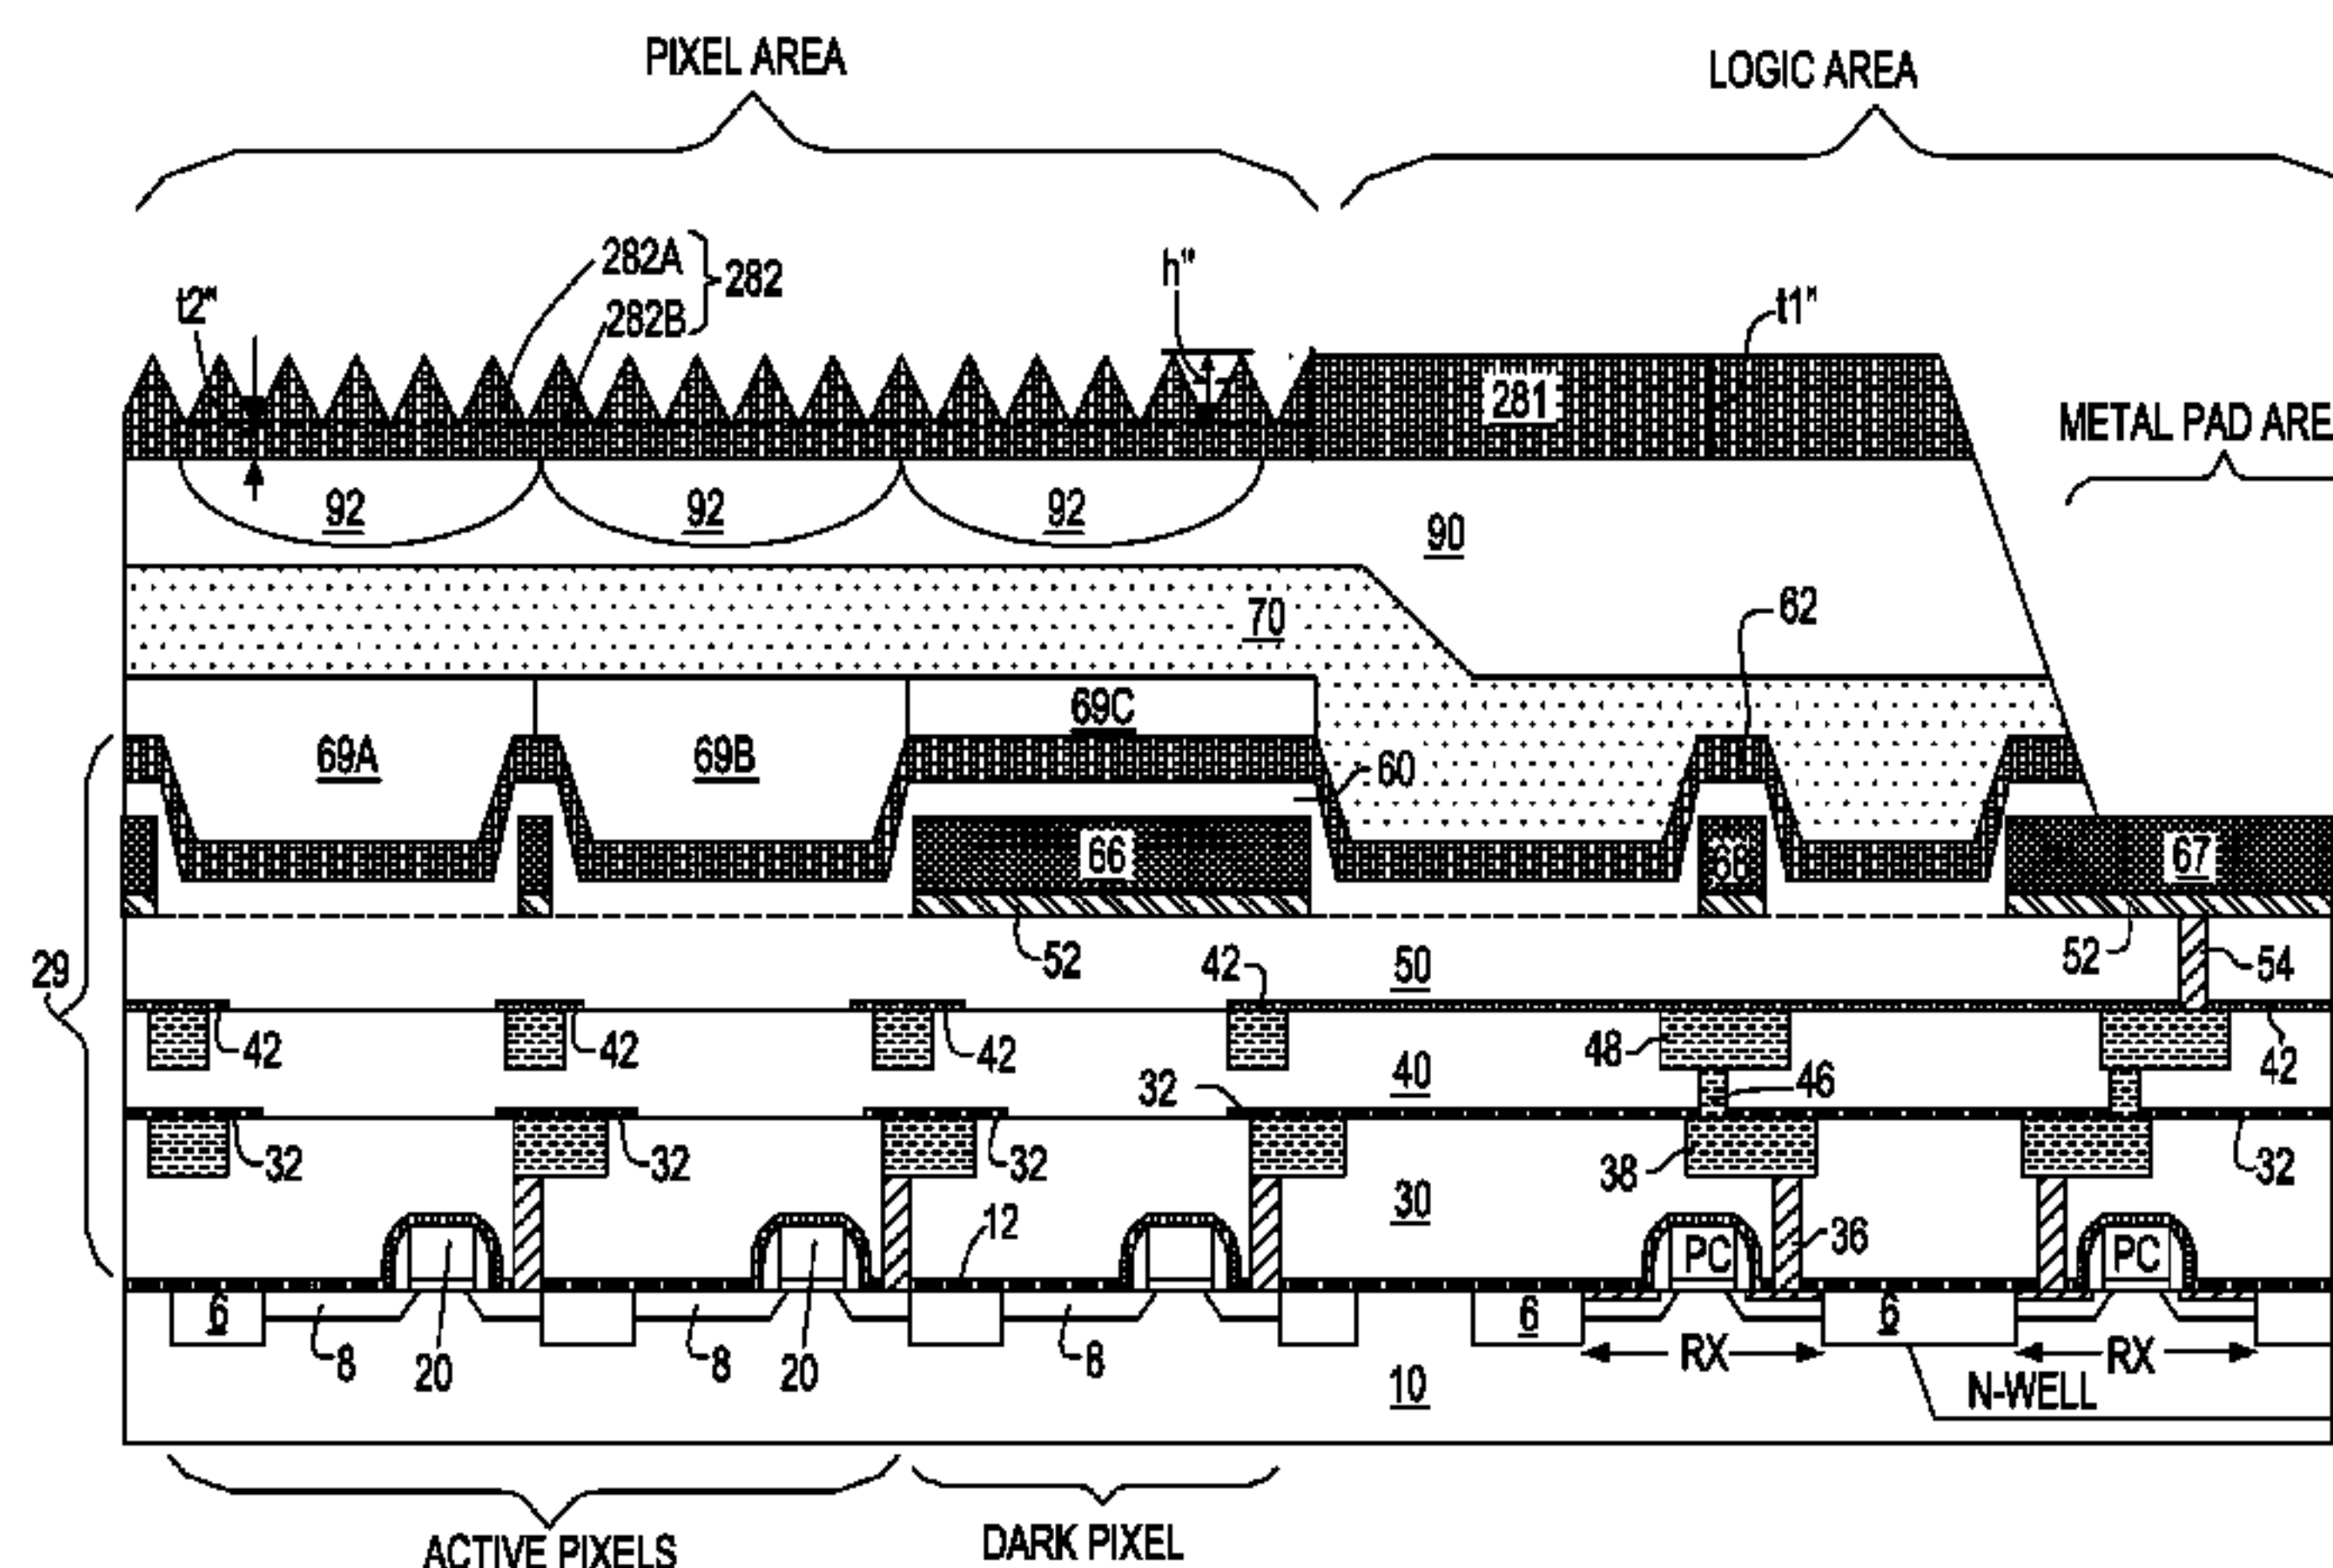 PIXEL AREA
LOGIC AREA
282A
282
h"
t2"
282B
t1"
281
METAL PAD ARE
92 92 92
90
70
62
69C
69A 69B
60
66 67
52 42 50 52 54
29
42 42 42 48 40 46 42
32
32 32 32 38 30 32
12 36
PC PC
6 6 6
8 20 8 20 8 RX RX
10 N-WELL
ACTIVE PIXELS
DARK PIXEL